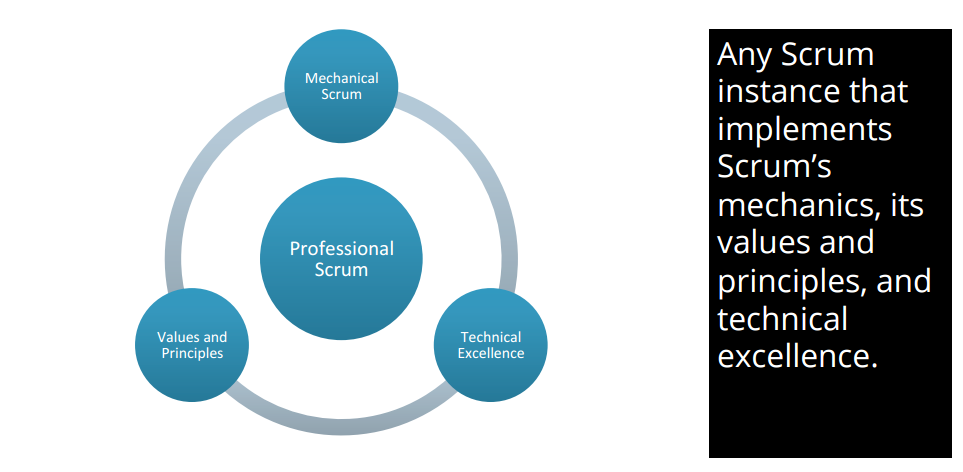 Mechanical
Scrum
Professional
Scrum
Values and
Principles
Technical
Excellence
Any Scrum
instance that
implements
Scrum’s
mechanics, its
values and
principles, and
technical
excellence.